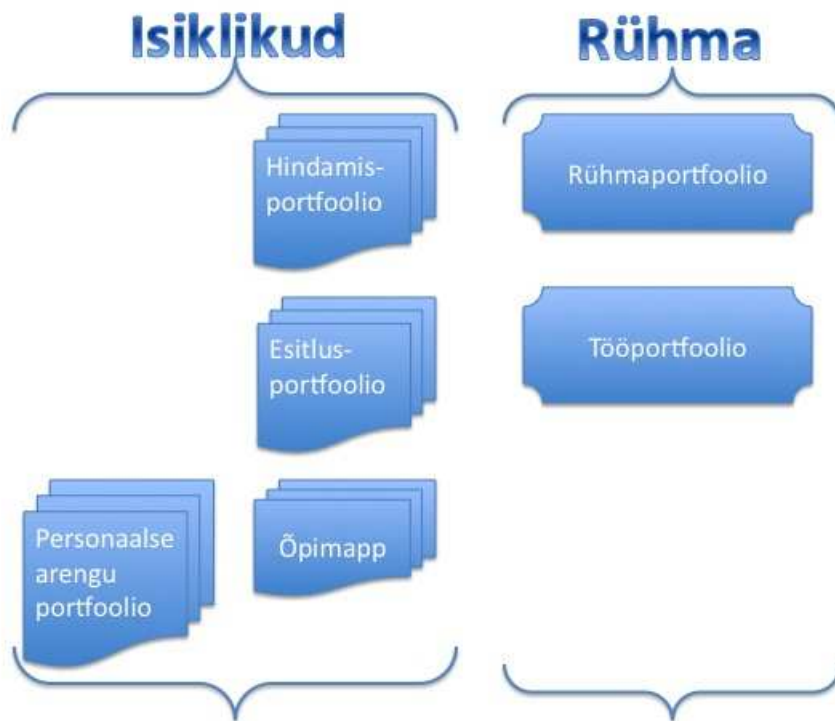 Isiklikud
Hindamis-
portfoolio
Esitlus-
portfoolio
Personaalse
arengu
portfoolio
Õpimapp
Rühma
Rühmaportfoolio
Tööportfoolio